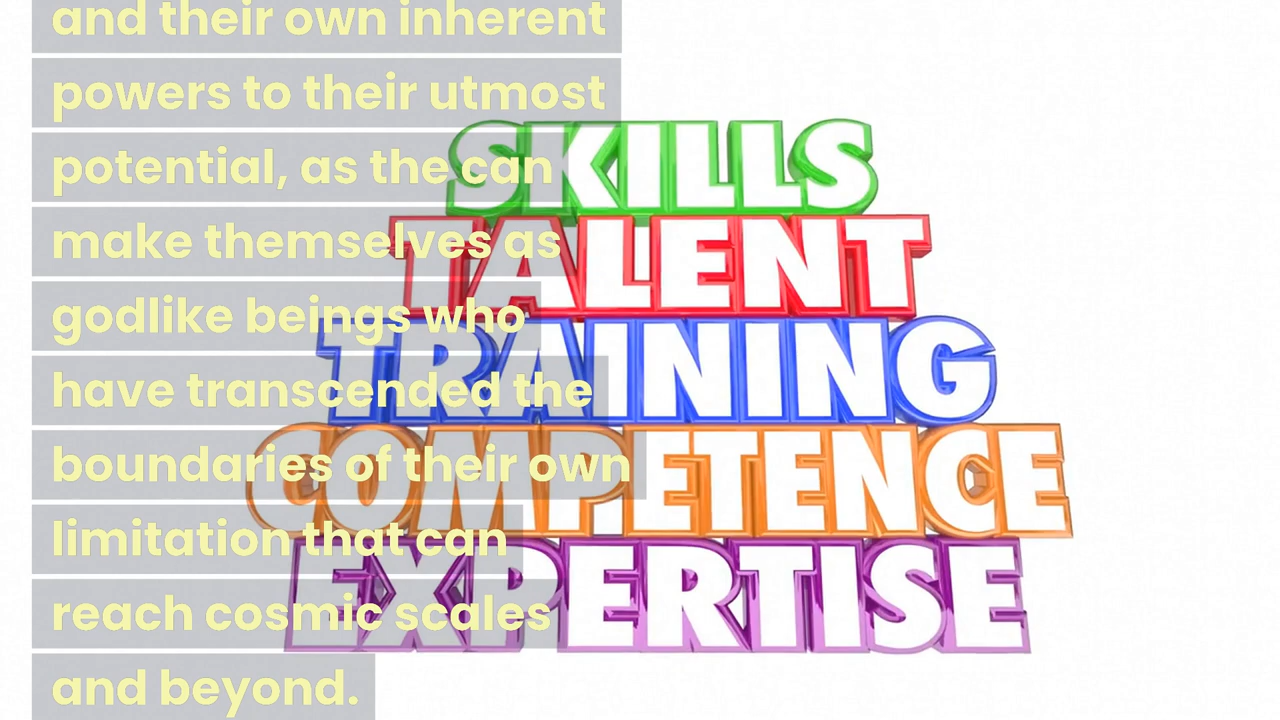 and their own inherent
powers to their utmost
potential, as the can
make themselves as
godlike beings who
have transcended the
boundaries of their own
limitation that can
reach cosmic scales
and beyond.
SKILLS
TALENT
TRAINING
COMPETENCE
EXPERTISE